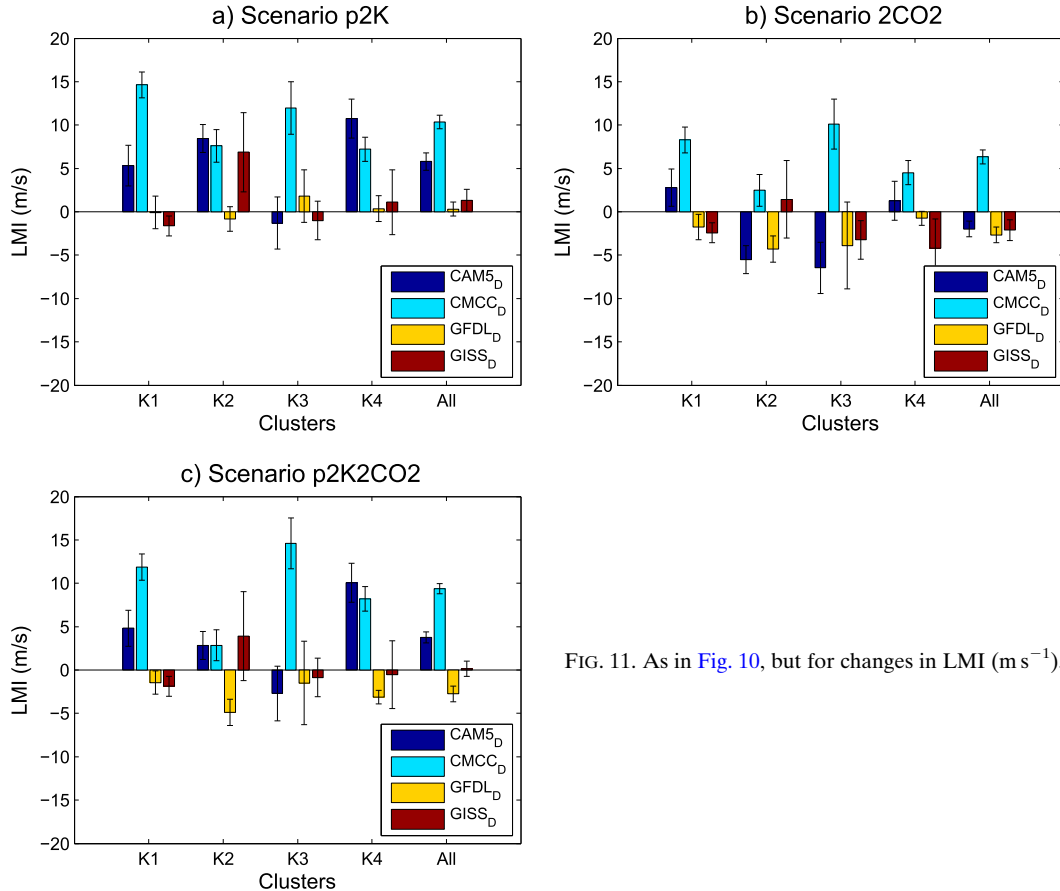 a) Scenario p2K
20
15
10
5
0
−5
−10
−15
−20
LMI (m/s)
K1 K2 K3 K4 All
Clusters
CAM5D
CMCCD
GFDLD
GISSD
b) Scenario 2CO2
20
15
10
5
0
−5
−10
−15
−20
LMI (m/s)
K1 K2 K3 K4 All
Clusters
CAM5D
CMCCD
GFDLD
GISSD
c) Scenario p2K2CO2
20
15
10
5
0
−5
−10
−15
−20
LMI (m/s)
K1 K2 K3 K4 All
Clusters
CAM5D
CMCCD
GFDLD
GISSD
FIG. 11. As in Fig. 10, but for changes in LMI (m s−1).